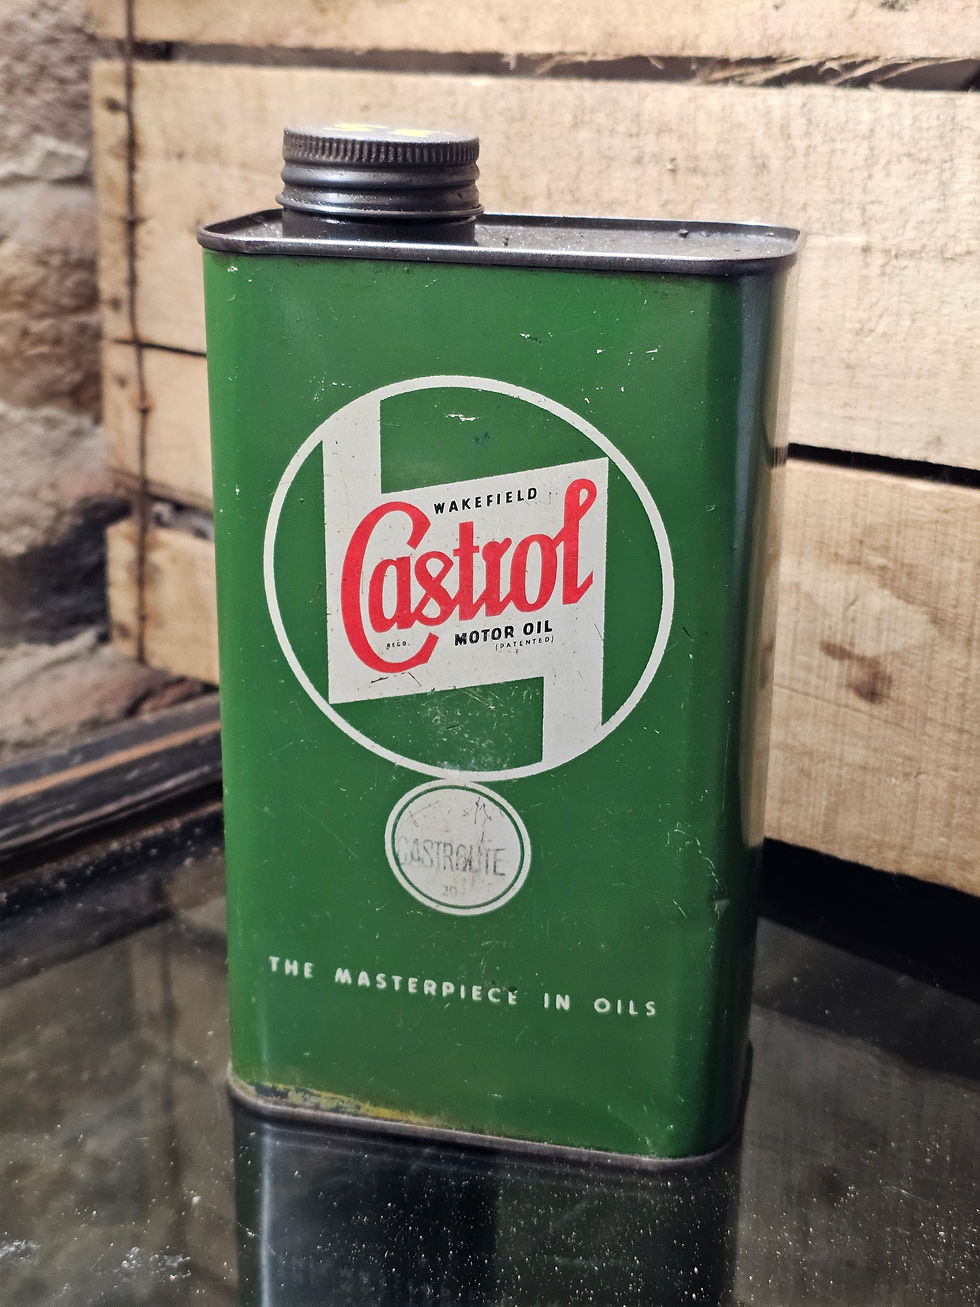 WAKEFIELD
Castrol
REGD.
MOTOR OIL
(PATENTED)
CASTROLITE
THE MASTERPIECE IN OILS